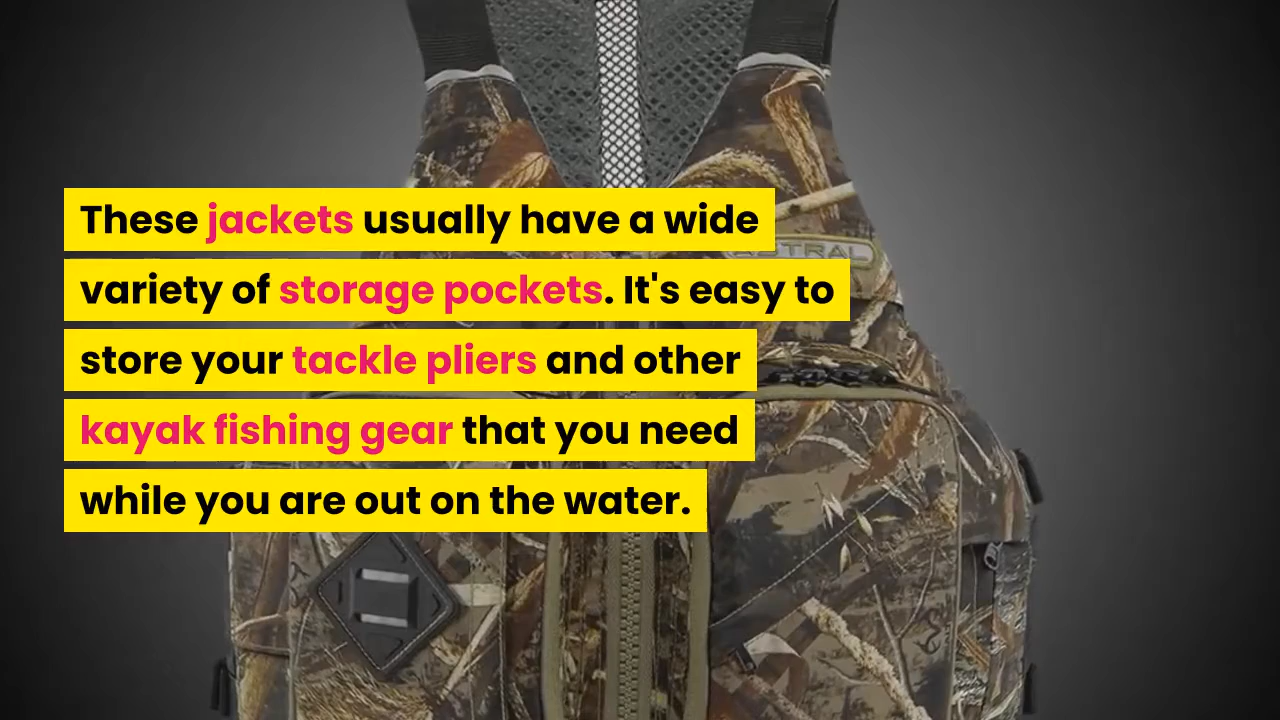 These jackets usually have a wide
variety of storage pockets. It's easy to
store your tackle pliers and other
kayak fishing gear that you need
while you are out on the water.